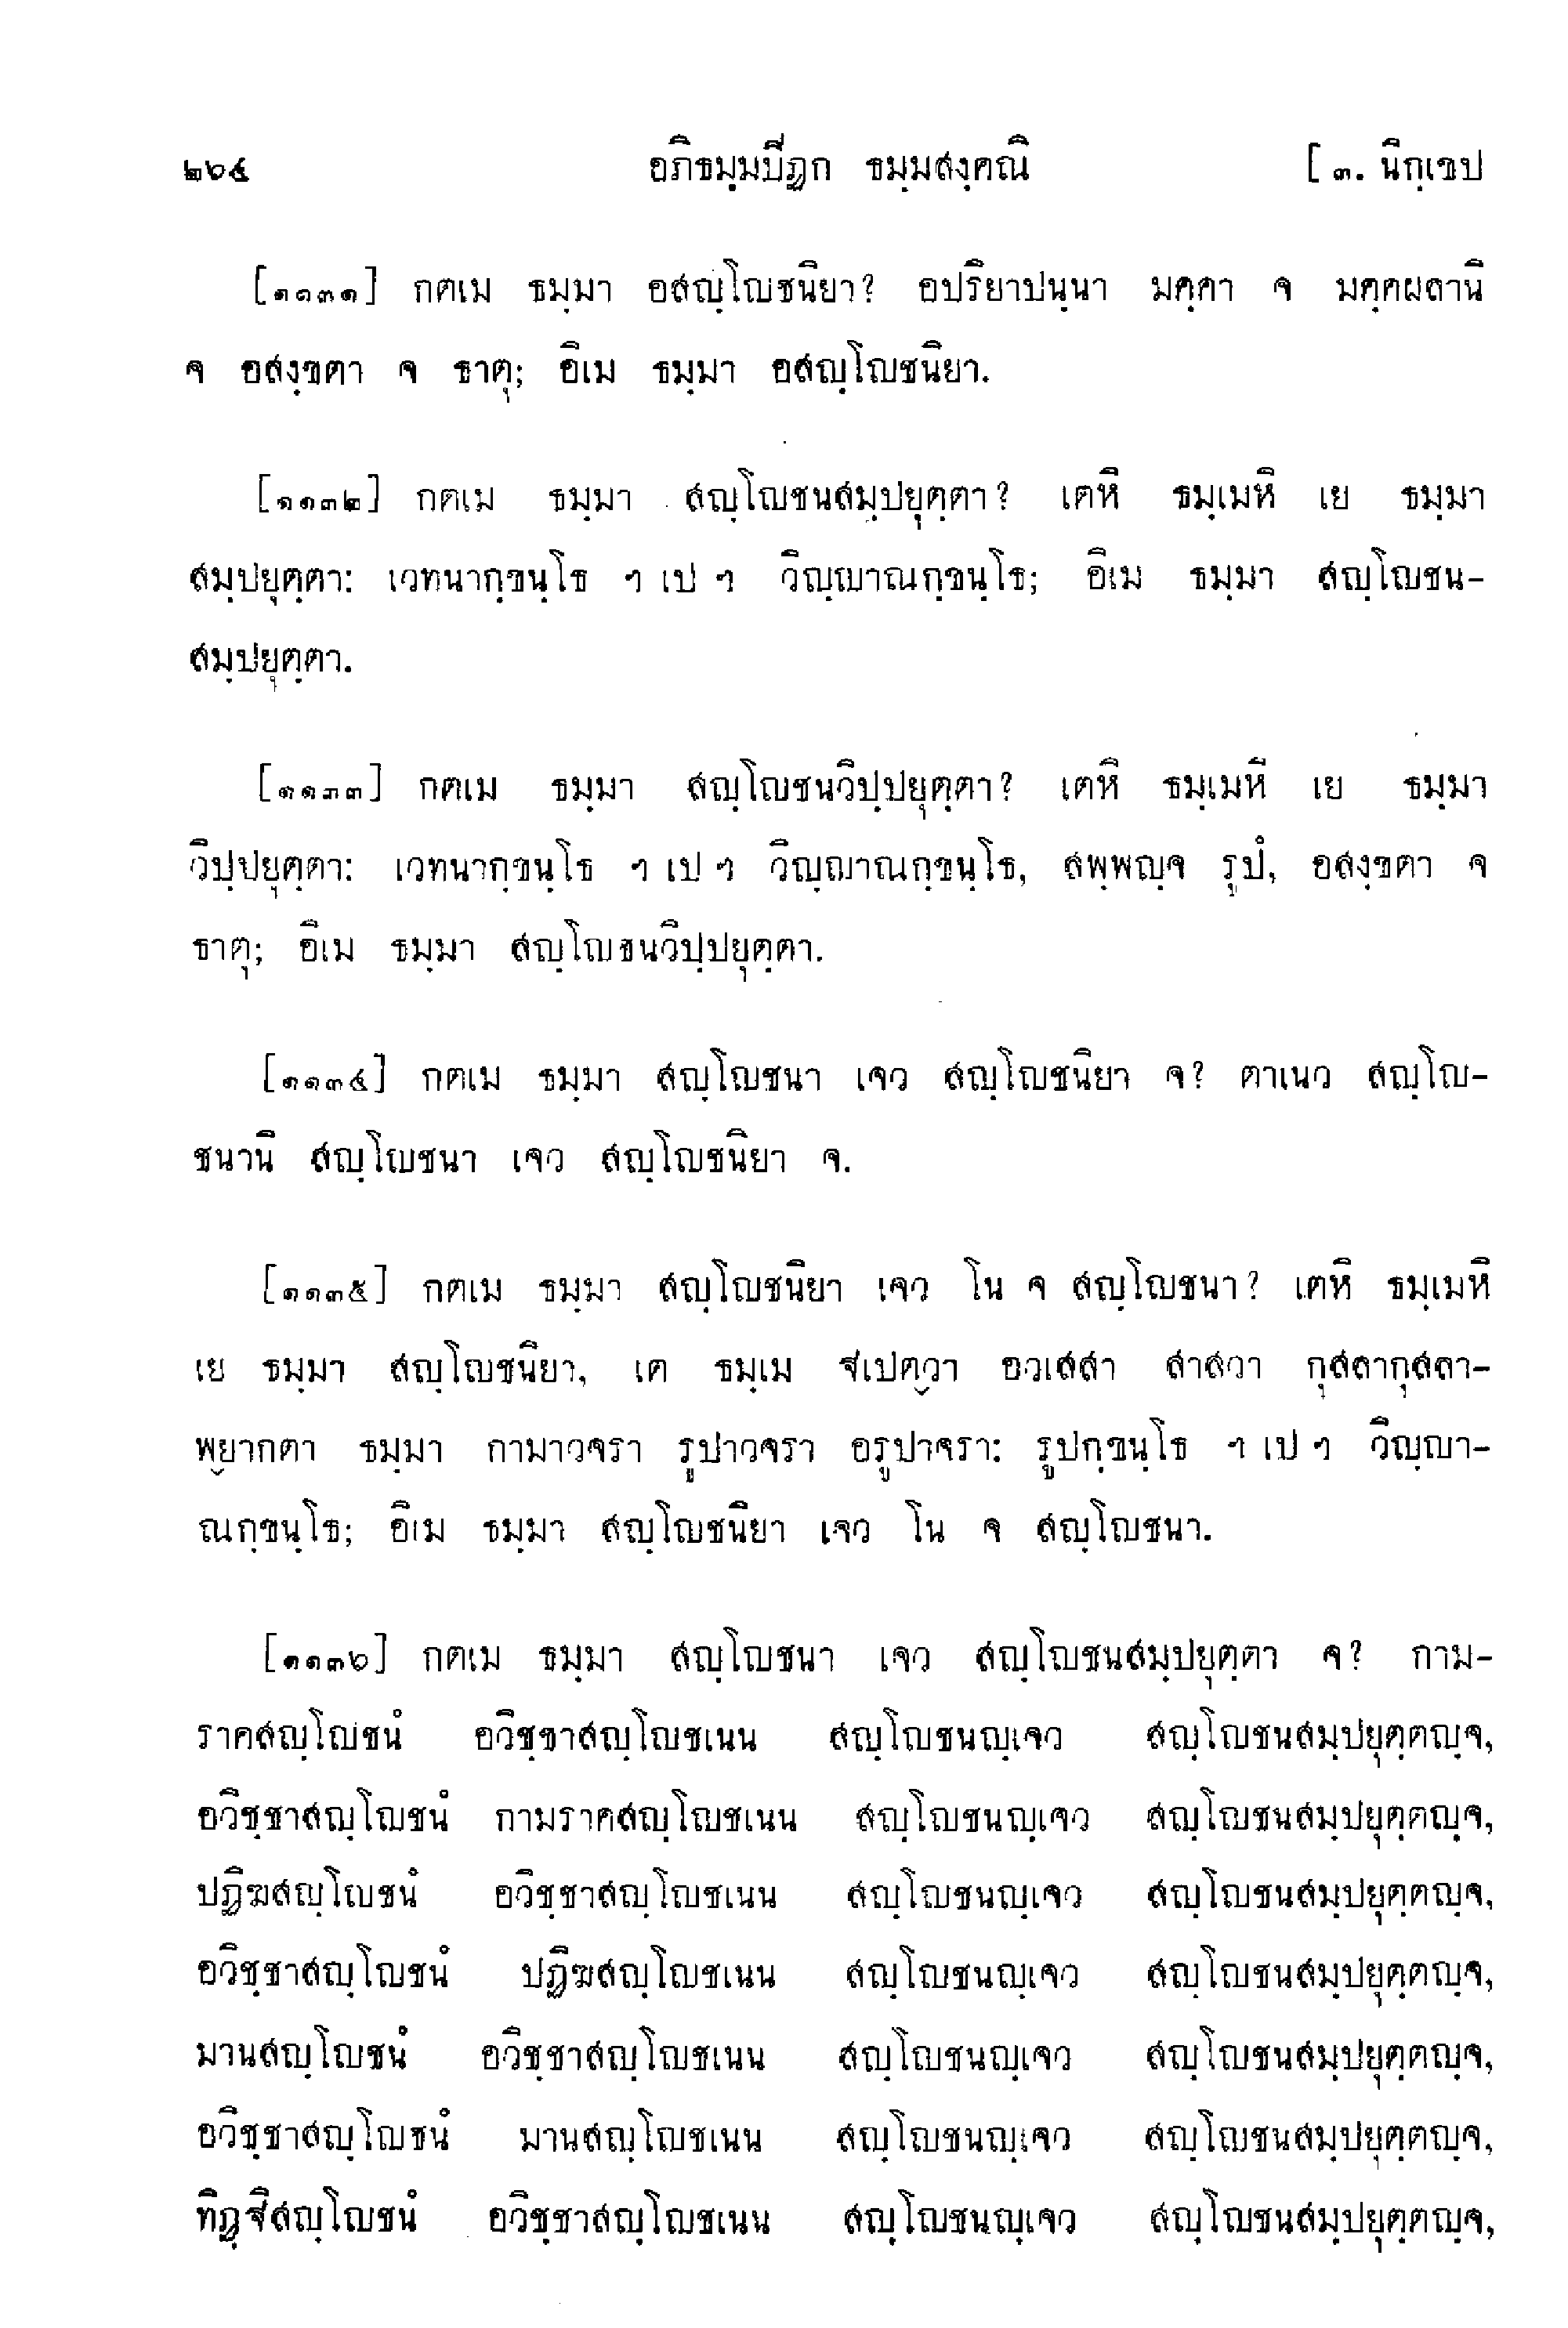 ๒๖๔ อภิธมฺมปิฏก ธมฺมสงฺคณิ [ ๓. นิกฺเขป
[๑๑๓๑] กตเม ธมฺมา อสญฺโญชนิยา? อปริยาปนฺนา มคฺคา จ มคฺคผลานิ
จ อสงฺขตา จ ธาตุ; อิเม ธมฺมา อสญฺโญชนิยา.
[๑๑๓๒] กตเม ธมฺมา สญฺโญชนสมฺปยุตฺตา? เตหิ ธมฺเมหิ เย ธมฺมา
สมฺปยุตฺตา: เวทนากฺขนฺโธ ฯ เป ฯ วิญฺญาณกฺขนฺโธ; อิเม ธมฺมา สญฺโญชน-
สมฺปยุตฺตา.
[๑๑๓๓] กตเม ธมฺมา สญฺโญชนวิปฺปยุตฺตา? เตหิ ธมฺเมหิ เย ธมฺมา
วิปฺปยุตฺตา: เวทนากฺขนฺโธ ฯ เป ฯ วิญฺญาณกฺขนฺโธ, สพฺพญฺจ รูปํ, อสงฺขตา จ
ธาตุ; อิเม ธมฺมา สญฺโญชนวิปฺปยุตฺตา.
[๑๑๓๔] กตเม ธมฺมา สญฺโญชนา เจว สญฺโญชนิยา จ? ตาเนว สญฺโญ-
ชนานิ สญฺโญชนา เจว สญฺโญชนิยา จ.
[๑๑๓๕] กตเม ธมฺมา สญฺโญชนิยา เจว โน จ สญฺโญชนา? เตหิ ธมฺเมหิ
เย ธมฺมา สญฺโญชนิยา, เต ธมฺเม ฐเปตฺวา อวเสสา สาสวา กุสลากุสลา-
พฺยากตา ธมฺมา กามาวจรา รูปาวจรา อรูปาจรา: รูปกฺขนฺโธ ฯ เป ฯ วิญฺญา-
ณกฺขนฺโธ; อิเม ธมฺมา สญฺโญชนิยา เจว โน จ สญฺโญชนา.
[๑๑๓๖] กตเม ธมฺมา สญฺโญชนา เจว สญฺโญชนสมฺปยุตฺตา จ? กาม-
ราคสญฺโญชนํ อวิชฺชาสญฺโญชเนน สญฺโญชนญฺเจว สญฺโญชนสมฺปยุตฺตญฺจ,
อวิชฺชาสญฺโญชนํ กามราคสญฺโญชเนน สญฺโญชนญฺเจว สญฺโญชนสมฺปยุตฺตญฺจ,
ปฏิฆสญฺโญชนํ อวิชฺชาสญฺโญชเนน สญฺโญชนญฺเจว สญฺโญชนสมฺปยุตฺตญฺจ,
อวิชฺชาสญฺโญชนํ ปฏิฆสญฺโญชเนน สญฺโญชนญฺเจว สญฺโญชนสมฺปยุตฺตญฺจ,
มานสญฺโญชนํ อวิชฺชาสญฺโญชเนน สญฺโญชนญฺเจว สญฺโญชนสมฺปยุตฺตญฺจ,
อวิชฺชาสญฺโญชนํ มานสญฺโญชเนน สญฺโญชนญฺเจว สญฺโญชนสมฺปยุตฺตญฺจ,
ทิฏฺฐิสญฺโญชนํ อวิชฺชาสญฺโญชเนน สญฺโญชนญฺเจว สญฺโญชนสมฺปยุตฺตญฺจ,